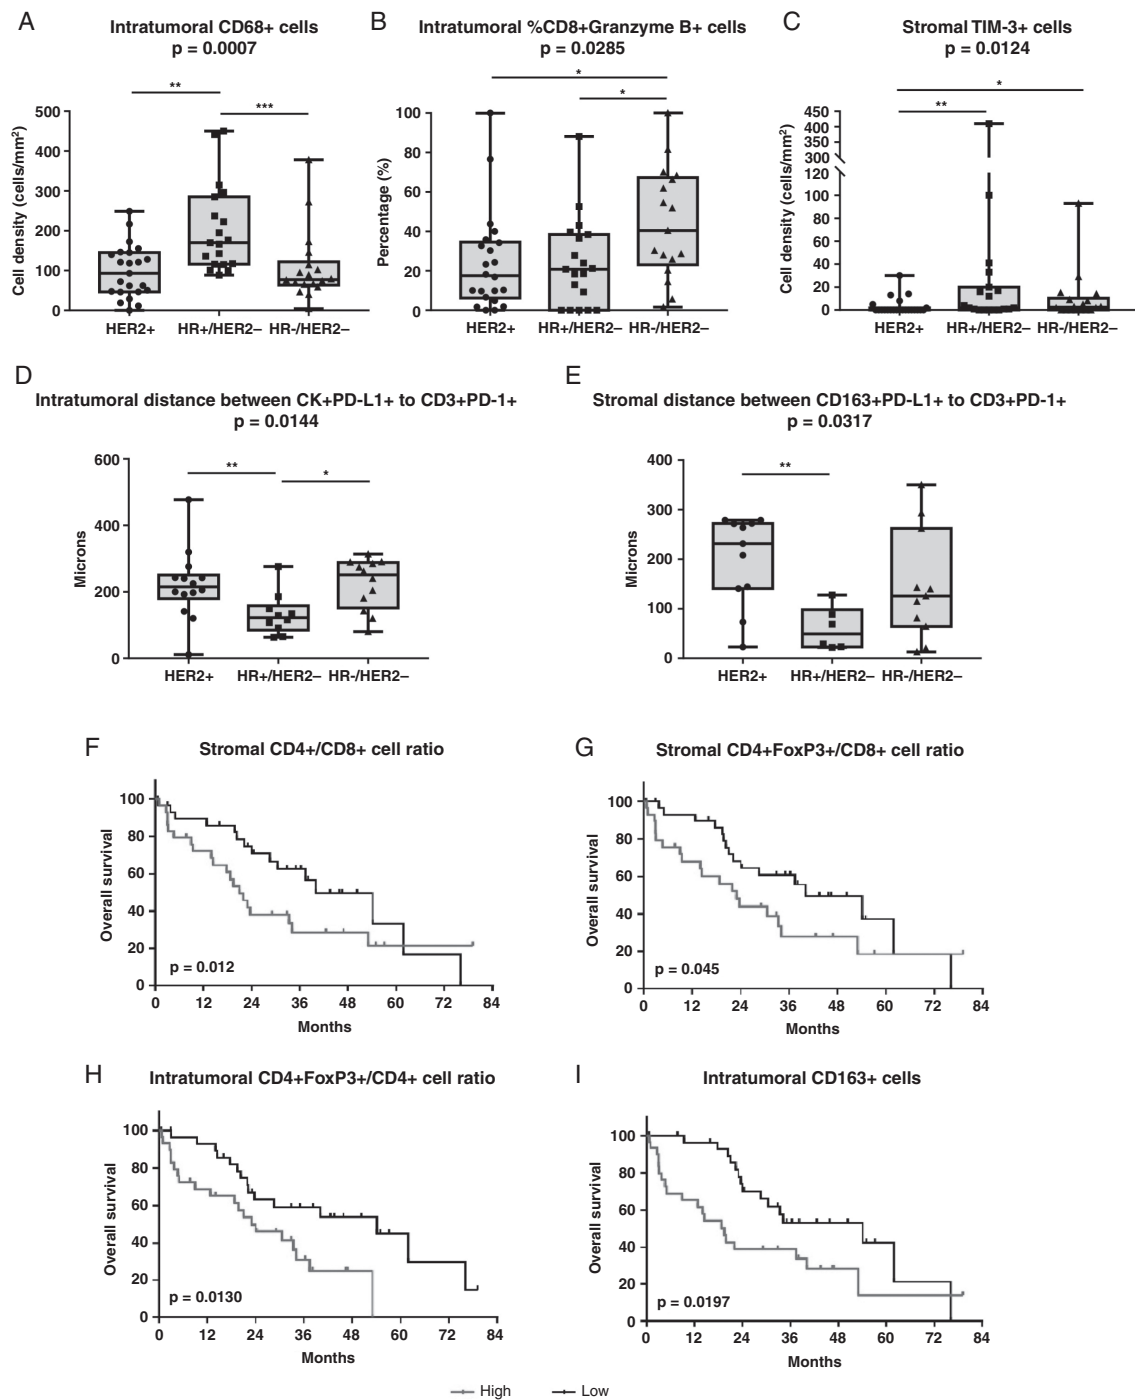 A
Intratumoral CD68+ cells
p = 0.0007
**
***
Cell density (cells/mm²)
500
400
300
200
100
0
HER2+
HR+/HER2–
HR-/HER2–
B
Intratumoral %CD8+Granzyme B+ cells
p = 0.0285
*
*
Percentage (%)
100
80
60
40
20
0
HER2+
HR+/HER2–
HR-/HER2–
C
Stromal TIM-3+ cells
p = 0.0124
*
**
Cell density (cells/mm²)
450
400
350
300
120
100
80
60
40
20
0
HER2+
HR+/HER2–
HR-/HER2–
D
Intratumoral distance between CK+PD-L1+ to CD3+PD-1+
p = 0.0144
**
*
Microns
600
400
200
0
HER2+
HR+/HER2–
HR-/HER2–
E
Stromal distance between CD163+PD-L1+ to CD3+PD-1+
p = 0.0317
**
Microns
400
300
200
100
0
HER2+
HR+/HER2–
HR-/HER2–
F
Stromal CD4+/CD8+ cell ratio
Overall survival
100
80
60
40
20
0
p = 0.012
0 12 24 36 48 60 72 84
Months
G
Stromal CD4+FoxP3+/CD8+ cell ratio
Overall survival
100
80
60
40
20
0
p = 0.045
0 12 24 36 48 60 72 84
Months
H
Intratumoral CD4+FoxP3+/CD4+ cell ratio
Overall survival
100
80
60
40
20
0
p = 0.0130
0 12 24 36 48 60 72 84
Months
I
Intratumoral CD163+ cells
Overall survival
100
80
60
40
20
0
p = 0.0197
0 12 24 36 48 60 72 84
Months
High Low